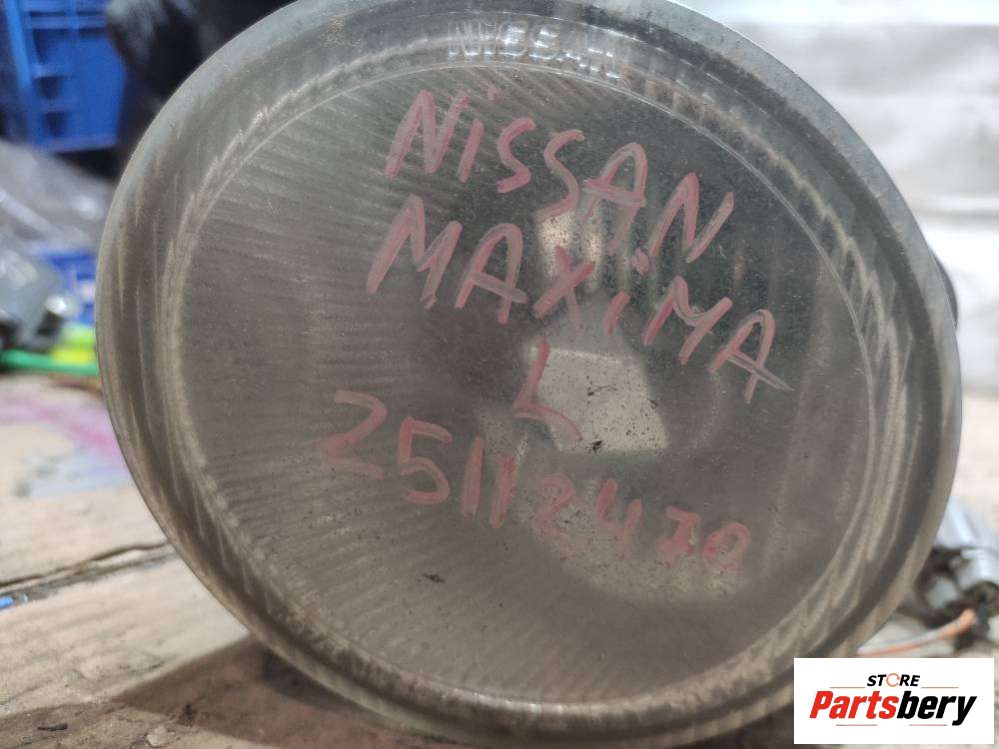 NISSAN
NiSSAN
MAXiMA
L
25112470
STORE
Partsbery